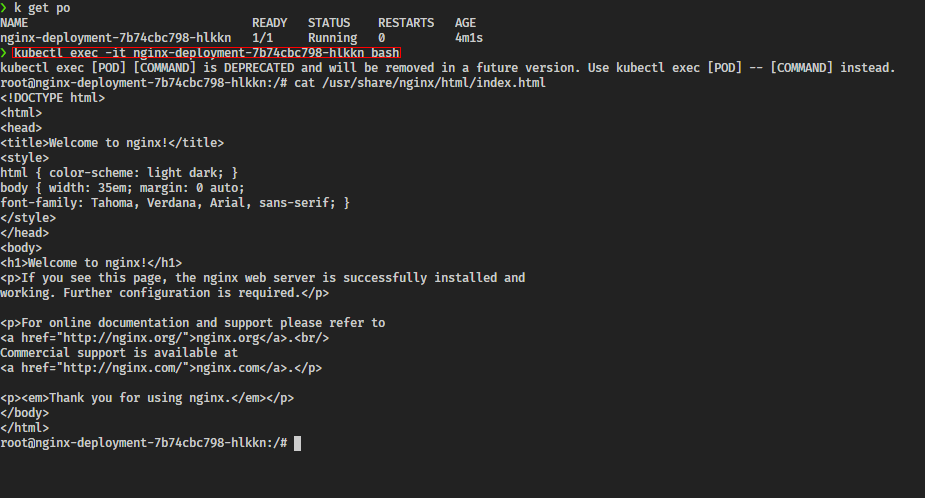 ❯ k get po
NAME                                READY   STATUS    RESTARTS   AGE
nginx-deployment-7b74cbc798-hlkkn   1/1     Running   0          4m1s
❯ kubectl exec -it nginx-deployment-7b74cbc798-hlkkn bash
kubectl exec [POD] [COMMAND] is DEPRECATED and will be removed in a future version. Use kubectl exec [POD] -- [COMMAND] instead.
root@nginx-deployment-7b74cbc798-hlkkn:/# cat /usr/share/nginx/html/index.html
<!DOCTYPE html>
<html>
<head>
<title>Welcome to nginx!</title>
<style>
html { color-scheme: light dark; }
body { width: 35em; margin: 0 auto;
font-family: Tahoma, Verdana, Arial, sans-serif; }
</style>
</head>
<body>
<h1>Welcome to nginx!</h1>
<p>If you see this page, the nginx web server is successfully installed and
working. Further configuration is required.</p>

<p>For online documentation and support please refer to
<a href="http://nginx.org/">nginx.org</a>.<br/>
Commercial support is available at
<a href="http://nginx.com/">nginx.com</a>.</p>

<p><em>Thank you for using nginx.</em></p>
</body>
</html>
root@nginx-deployment-7b74cbc798-hlkkn:/#